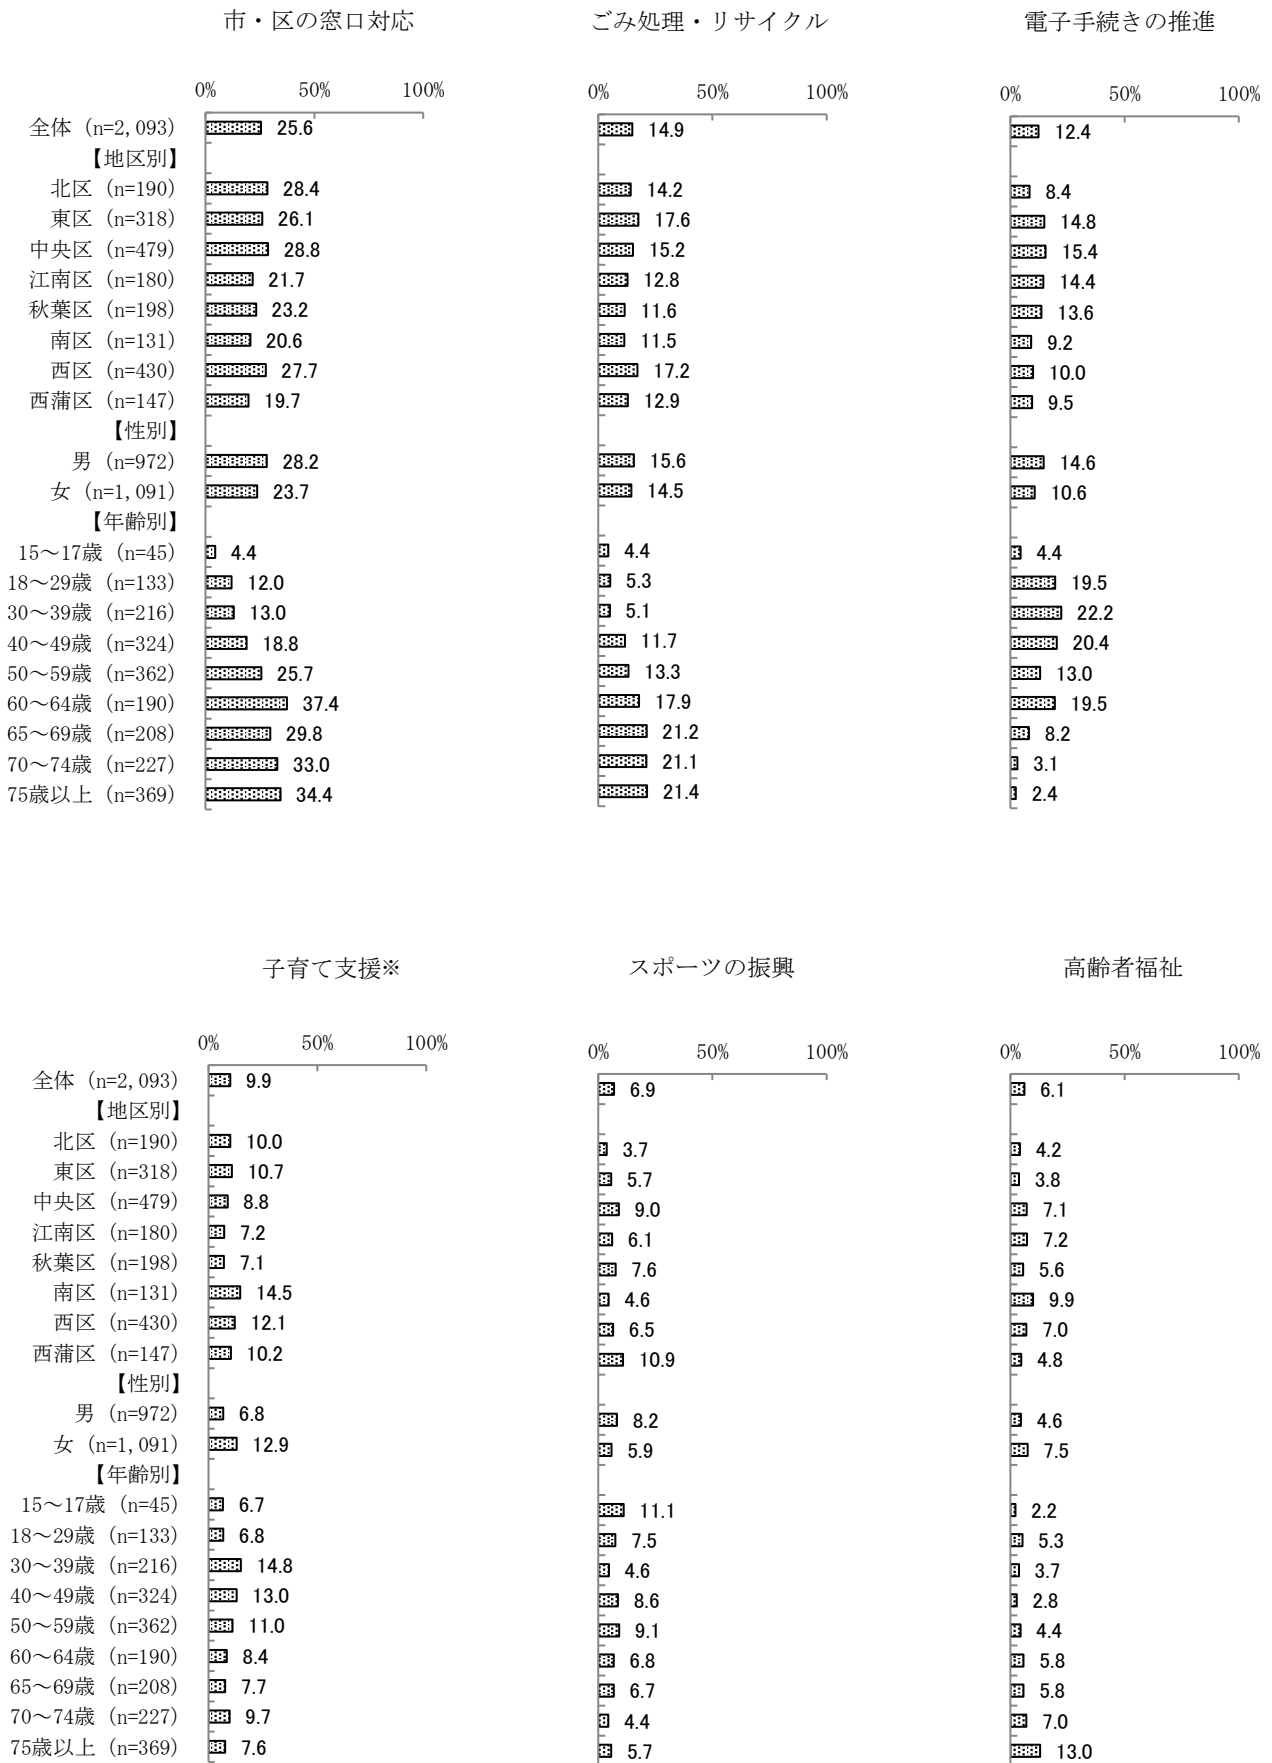 市・区の窓口対応 ごみ処理・リサイクル 電子手続きの推進
0% 50% 100% 0% 50% 100% 0% 50% 100%
全体 (n=2,093) 25.6 14.9 12.4
【地区別】
北区 (n=190) 28.4 14.2 8.4
東区 (n=318) 26.1 17.6 14.8
中央区 (n=479) 28.8 15.2 15.4
江南区 (n=180) 21.7 12.8 14.4
秋葉区 (n=198) 23.2 11.6 13.6
南区 (n=131) 20.6 11.5 9.2
西区 (n=430) 27.7 17.2 10.0
西蒲区 (n=147) 19.7 12.9 9.5
【性別】
男 (n=972) 28.2 15.6 14.6
女 (n=1,091) 23.7 14.5 10.6
【年齢別】
15～17歳 (n=45) 4.4 4.4 4.4
18～29歳 (n=133) 12.0 5.3 19.5
30～39歳 (n=216) 13.0 5.1 22.2
40～49歳 (n=324) 18.8 11.7 20.4
50～59歳 (n=362) 25.7 13.3 13.0
60～64歳 (n=190) 37.4 17.9 19.5
65～69歳 (n=208) 29.8 21.2 8.2
70～74歳 (n=227) 33.0 21.1 3.1
75歳以上 (n=369) 34.4 21.4 2.4
子育て支援※ スポーツの振興 高齢者福祉
0% 50% 100% 0% 50% 100% 0% 50% 100%
全体 (n=2,093) 9.9 6.9 6.1
【地区別】
北区 (n=190) 10.0 3.7 4.2
東区 (n=318) 10.7 5.7 3.8
中央区 (n=479) 8.8 9.0 7.1
江南区 (n=180) 7.2 6.1 7.2
秋葉区 (n=198) 7.1 7.6 5.6
南区 (n=131) 14.5 4.6 9.9
西区 (n=430) 12.1 6.5 7.0
西蒲区 (n=147) 10.2 10.9 4.8
【性別】
男 (n=972) 6.8 8.2 4.6
女 (n=1,091) 12.9 5.9 7.5
【年齢別】
15～17歳 (n=45) 6.7 11.1 2.2
18～29歳 (n=133) 6.8 7.5 5.3
30～39歳 (n=216) 14.8 4.6 3.7
40～49歳 (n=324) 13.0 8.6 2.8
50～59歳 (n=362) 11.0 9.1 4.4
60～64歳 (n=190) 8.4 6.8 5.8
65～69歳 (n=208) 7.7 6.7 5.8
70～74歳 (n=227) 9.7 4.4 7.0
75歳以上 (n=369) 7.6 5.7 13.0